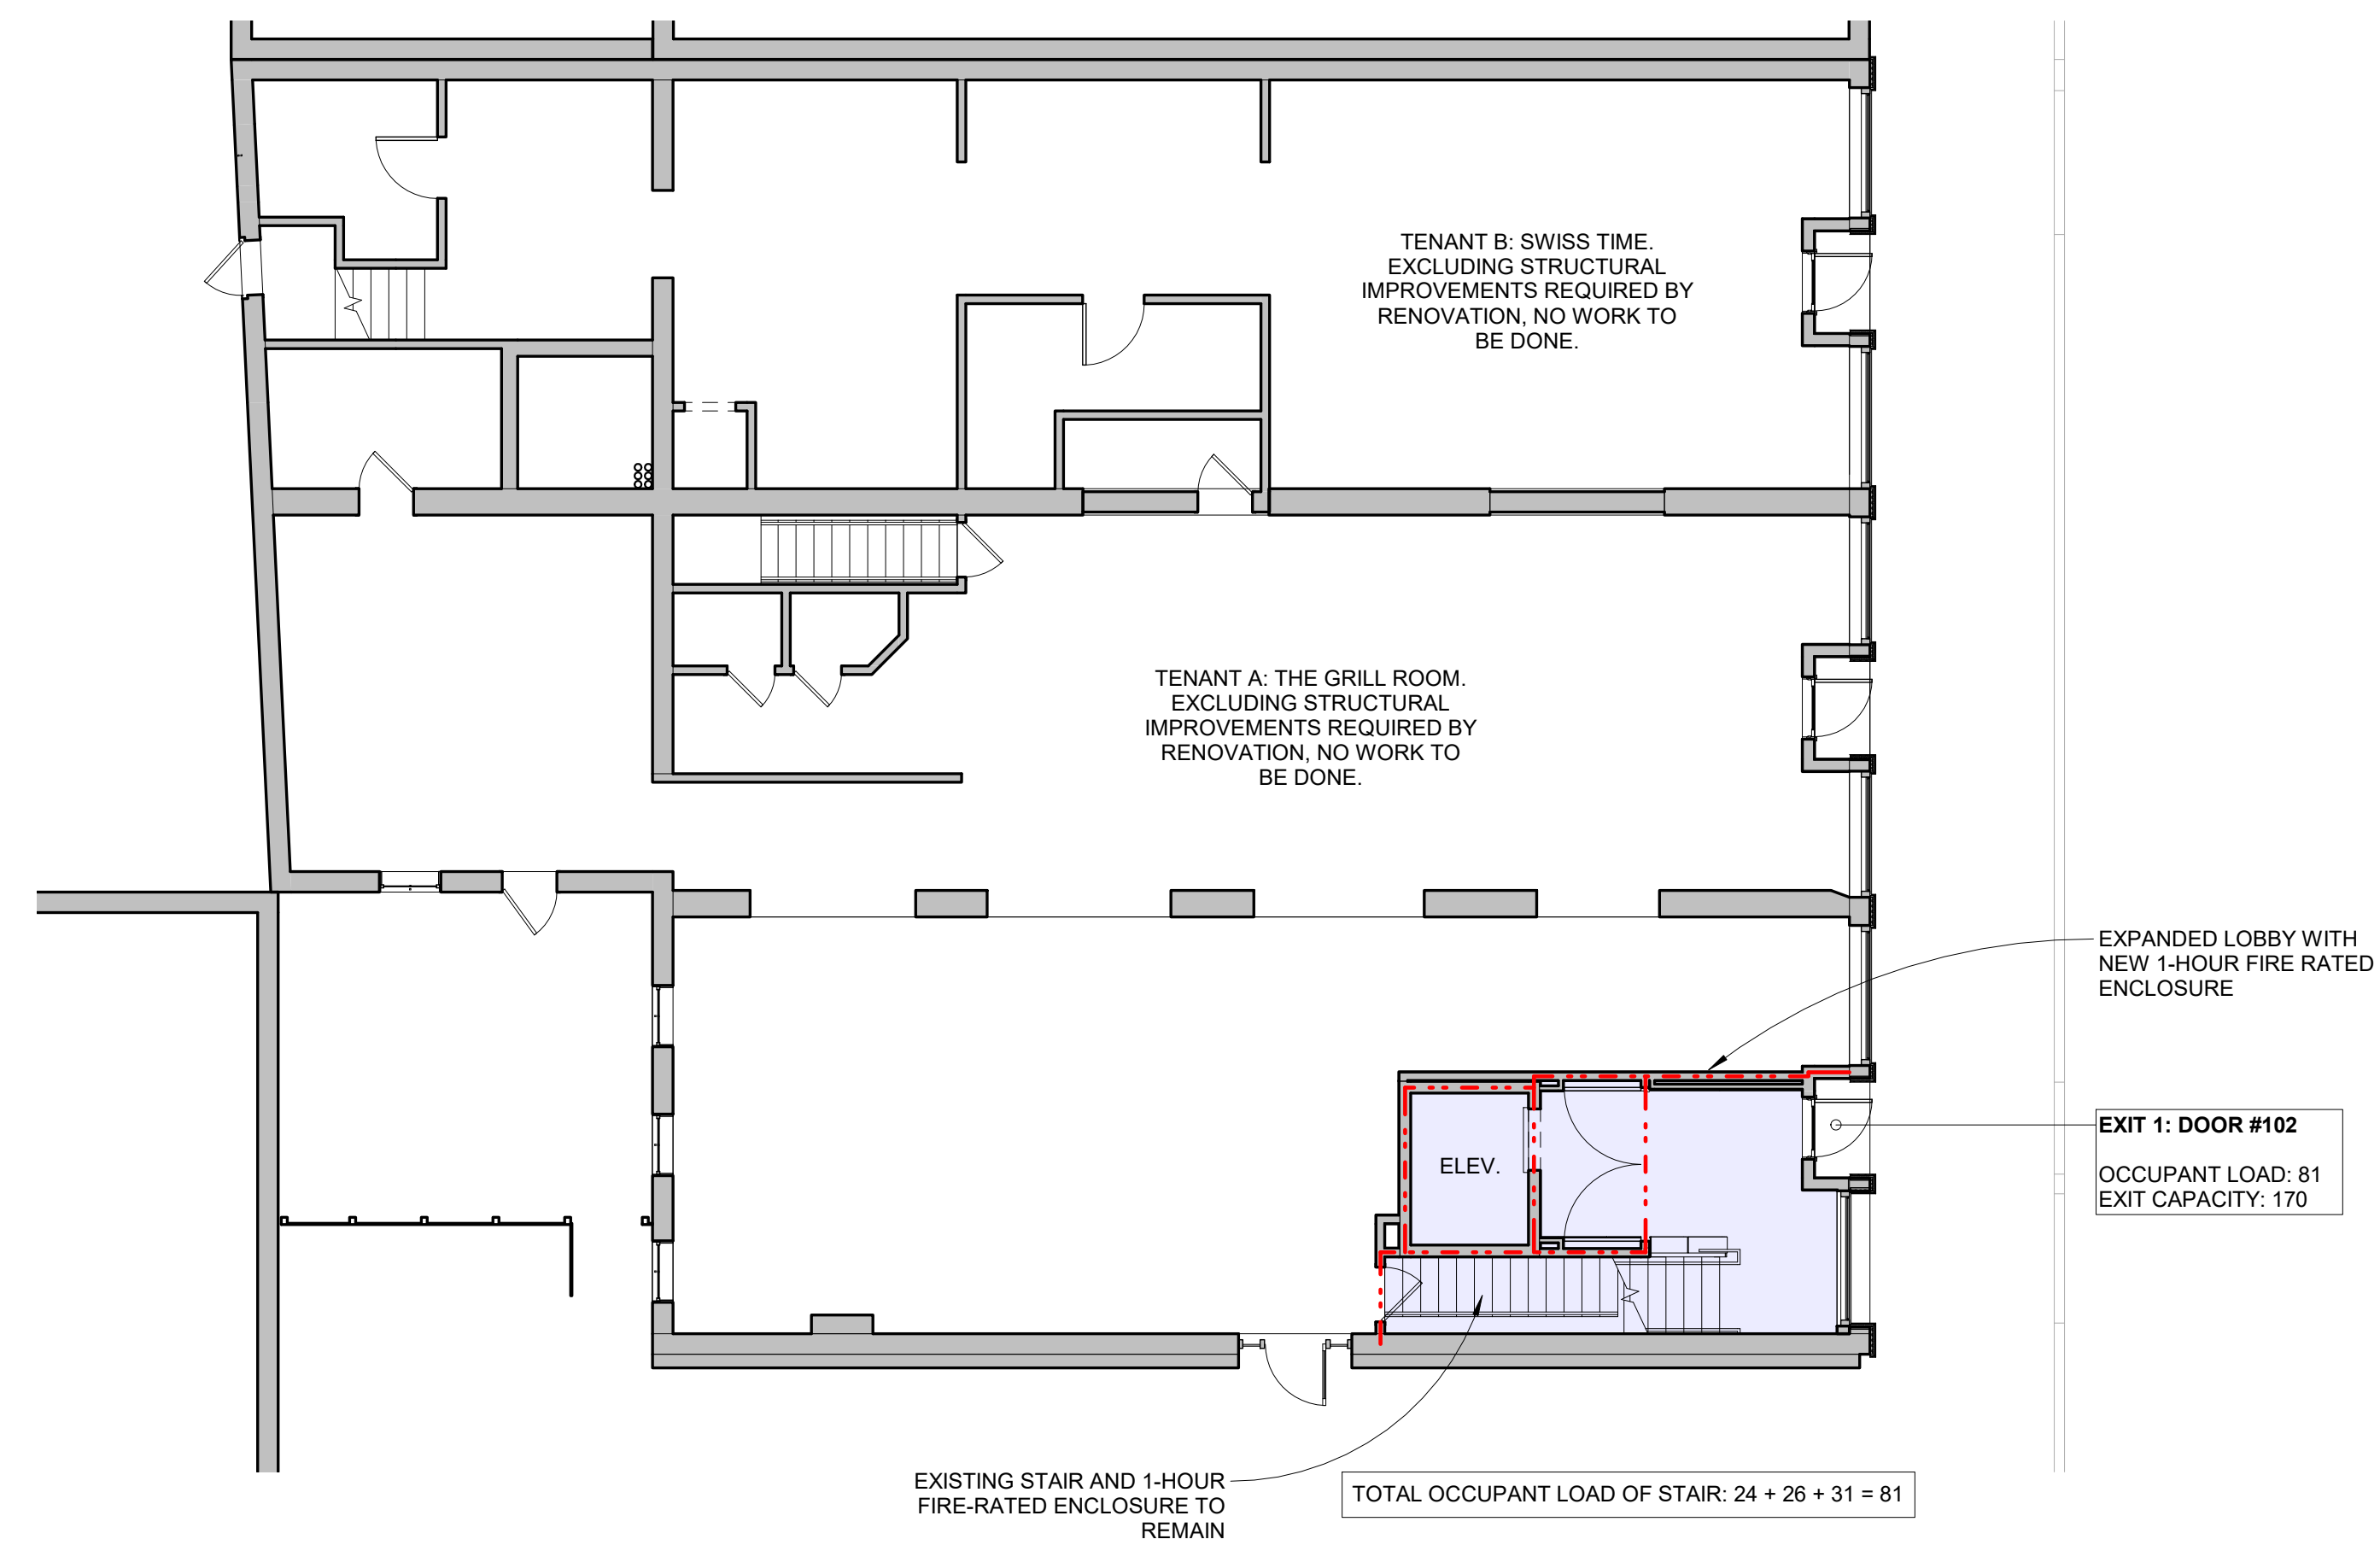 TENANT B: SWISS TIME.
EXCLUDING STRUCTURAL
IMPROVEMENTS REQUIRED BY
RENOVATION, NO WORK TO
BE DONE.
TENANT A: THE GRILL ROOM.
EXCLUDING STRUCTURAL
IMPROVEMENTS REQUIRED BY
RENOVATION, NO WORK TO
BE DONE.
EXPANDED LOBBY WITH
NEW 1-HOUR FIRE RATED
ENCLOSURE
EXIT 1: DOOR #102
OCCUPANT LOAD: 81
EXIT CAPACITY: 170
ELEV.
EXISTING STAIR AND 1-HOUR
FIRE-RATED ENCLOSURE TO
REMAIN
TOTAL OCCUPANT LOAD OF STAIR: 24 + 26 + 31 = 81